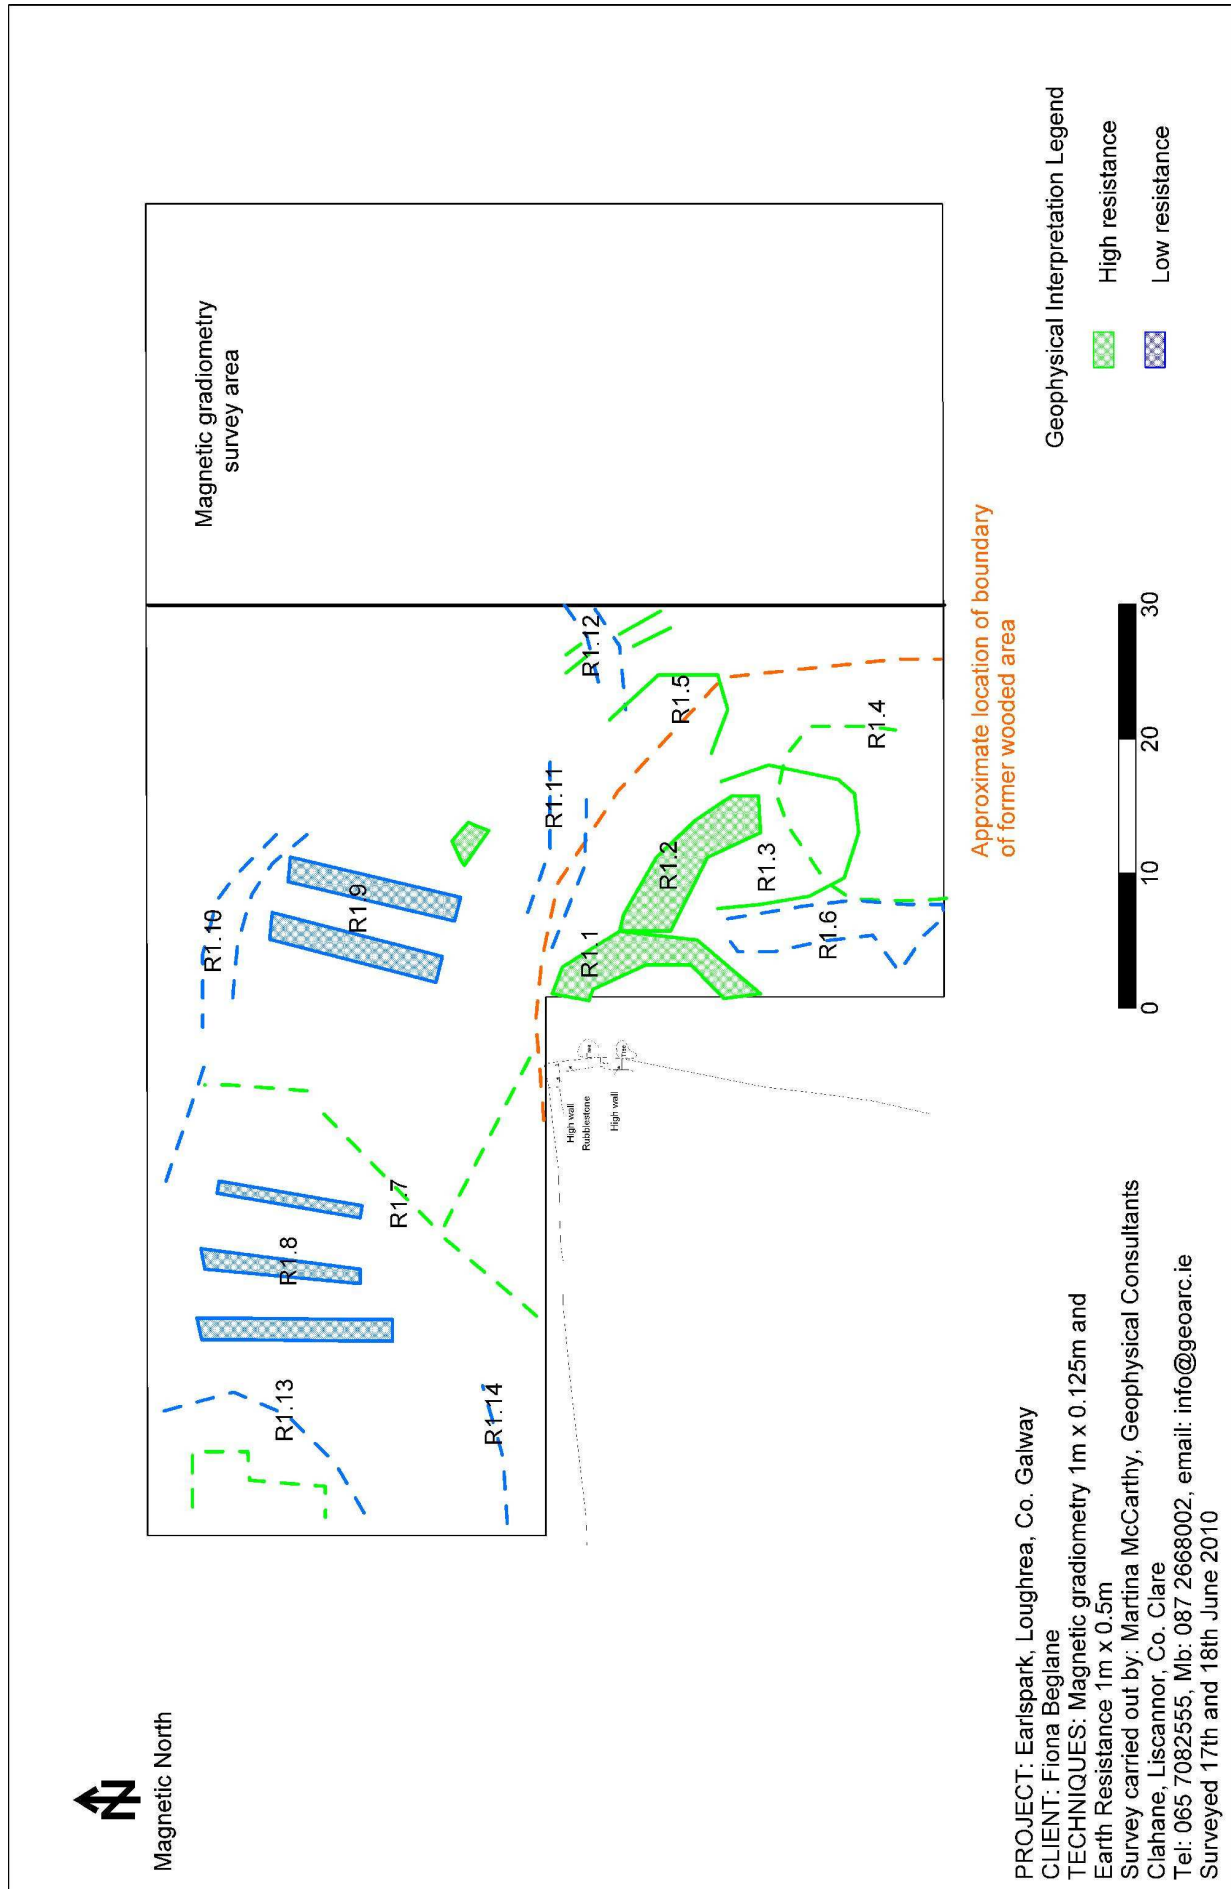 Magnetic North
Magnetic gradiometry
survey area
R1.10
R1.9
R1.8
R1.7
R1.13
R1.14
R1.11
R1.12
R1.1
R1.2
R1.5
R1.3
R1.4
R1.6
High wall
Rubblestone
High wall
Tree
Tree
Approximate location of boundary
of former wooded area
Geophysical Interpretation Legend
High resistance
Low resistance
0
10
20
30
PROJECT: Earlspark, Loughrea, Co. Galway
CLIENT: Fiona Beglane
TECHNIQUES: Magnetic gradiometry 1m x 0.125m and
Earth Resistance 1m x 0.5m
Survey carried out by: Martina McCarthy, Geophysical Consultants
Clahane, Liscannor, Co. Clare
Tel: 065 7082555, Mb: 087 2668002, email: info@geoarc.ie
Surveyed 17th and 18th June 2010